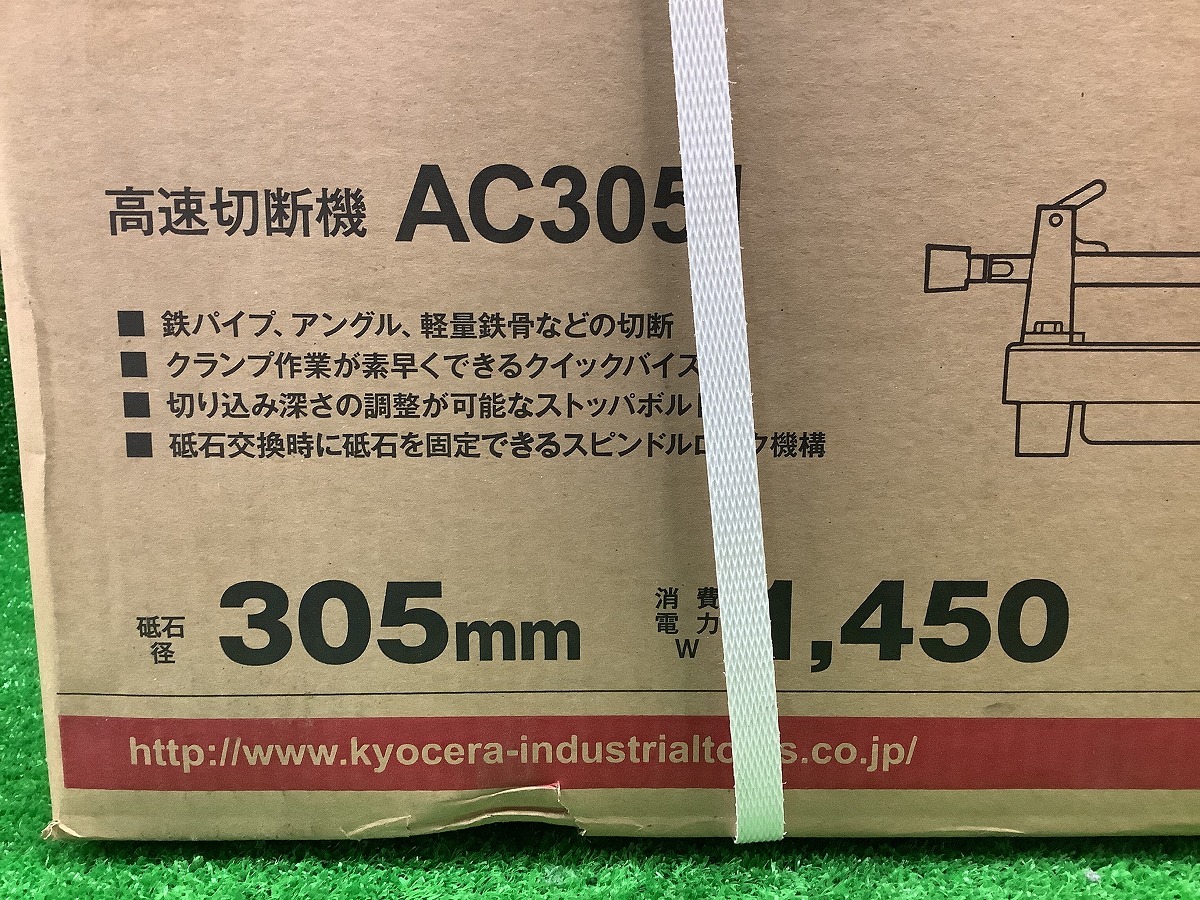 高速切断機 AC305
■ 鉄パイプ、アングル、軽量鉄骨などの切断
■ クランプ作業が素早くできるクイックバイス
■ 切り込み深さの調整が可能なストッパボルト
■ 砥石交換時に砥石を固定できるスピンドルロック機構
砥石径 305mm 消費電力 W 1,450
http://www.kyocera-industrialtools.co.jp/